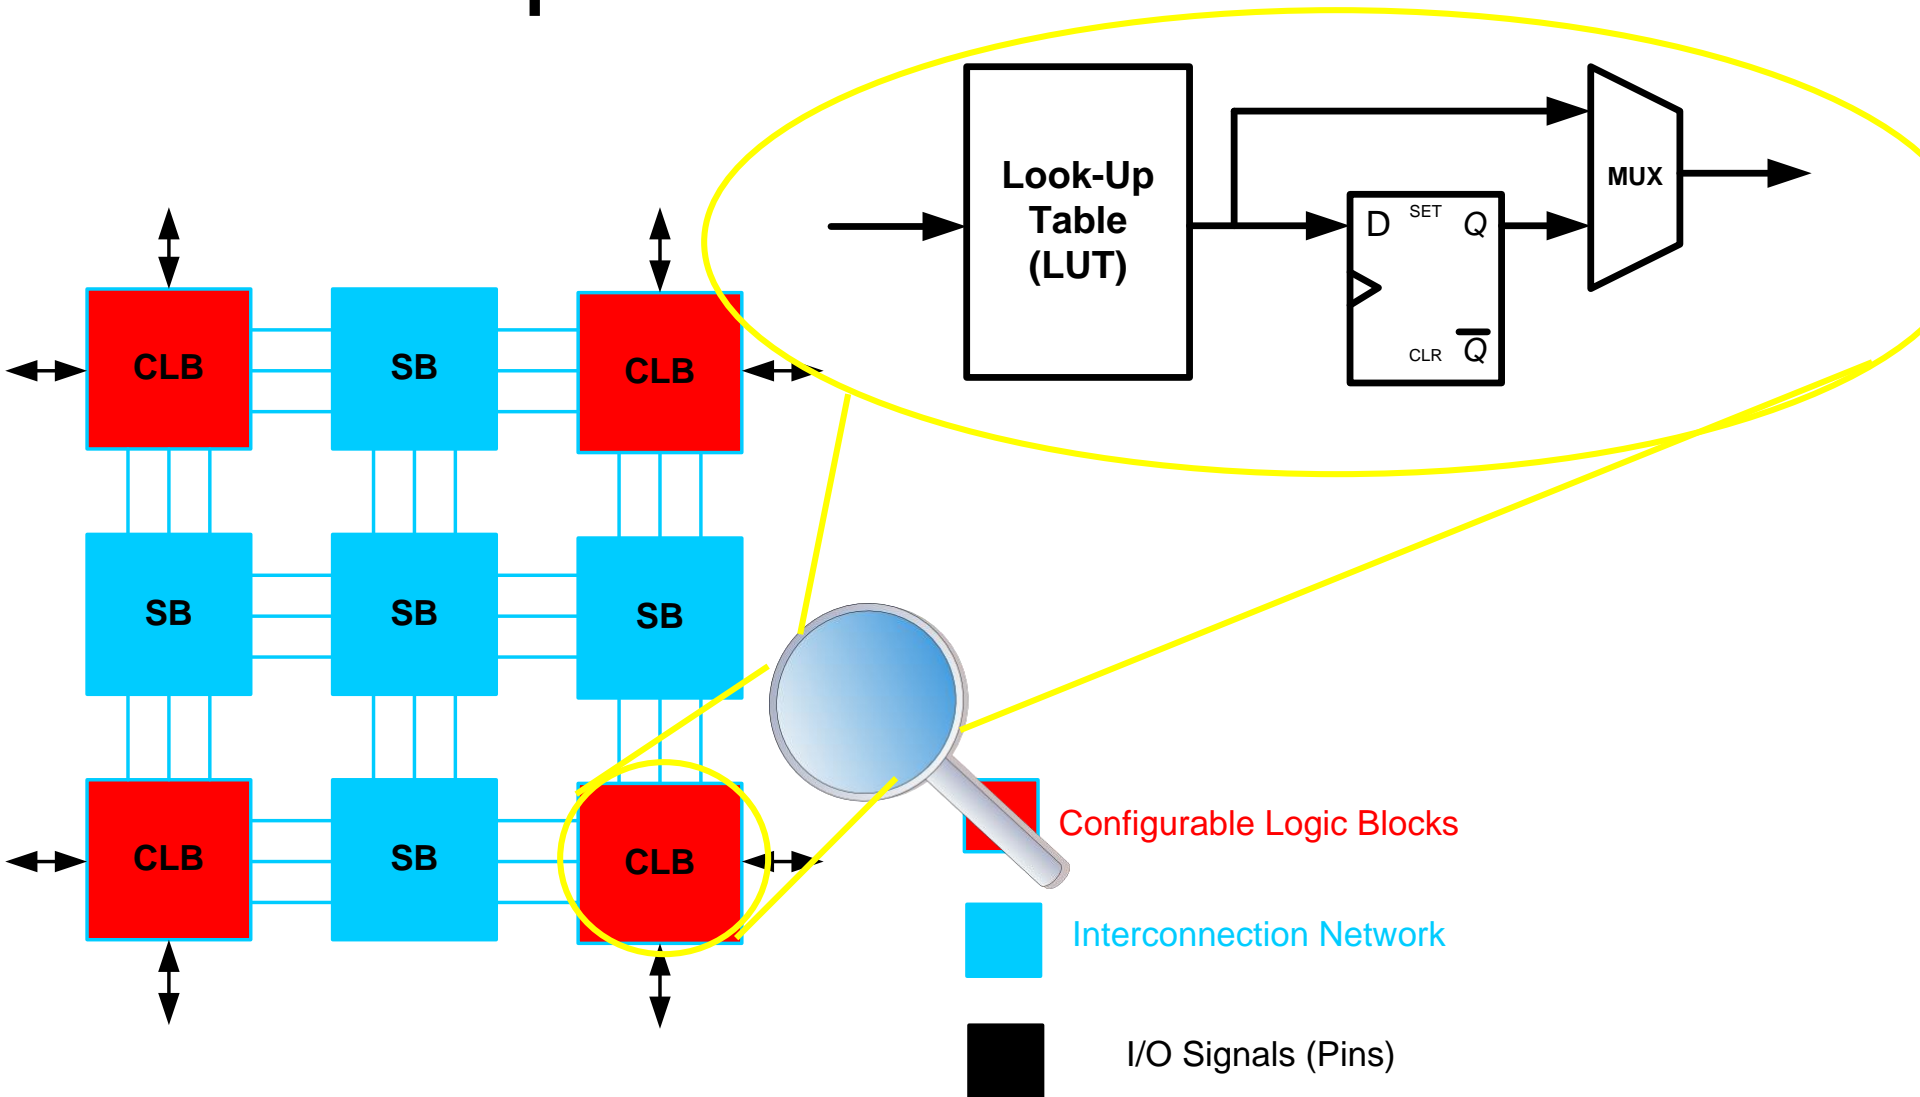 Look-Up
Table
(LUT)
MUX
D SET Q
CLR Q
CLB SB CLB
SB SB SB
CLB SB CLB
Configurable Logic Blocks
Interconnection Network
I/O Signals (Pins)